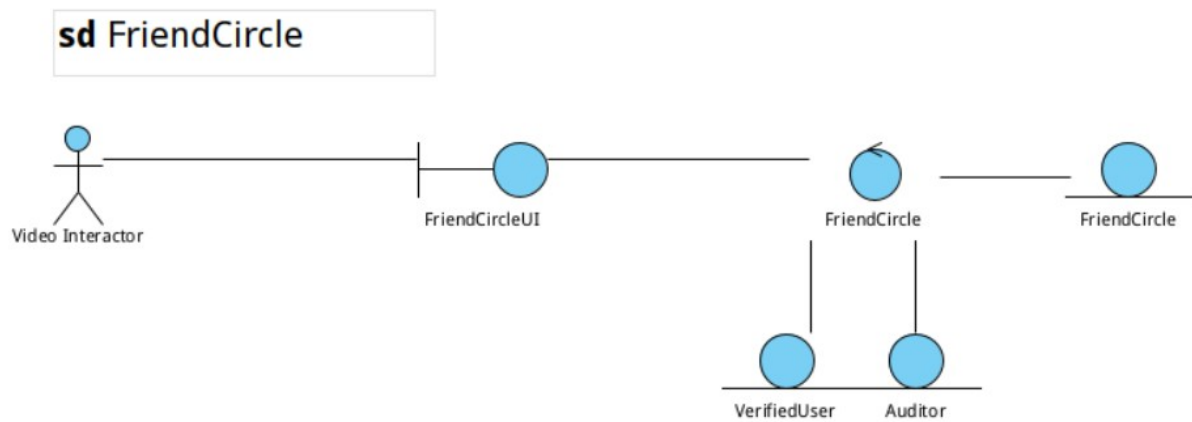 sd FriendCircle
Video Interactor
FriendCircleUI
FriendCircle
FriendCircle
VerifiedUser
Auditor